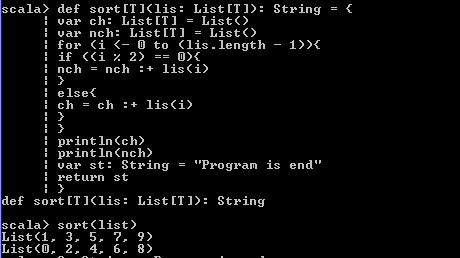 scala> def sort[T](lis: List[T]): String = {
| var ch: List[T] = List()
| var nch: List[T] = List()
| for (i <- 0 to (lis.length - 1)){
| if ((i % 2) == 0){
| nch = nch :+ lis(i)
| }
| else{
| ch = ch :+ lis(i)
| }
| }
| println(ch)
| println(nch)
| var st: String = "Program is end"
| return st
| }
def sort[T](lis: List[T]): String
scala> sort(list)
List(1, 3, 5, 7, 9)
List(0, 2, 4, 6, 8)